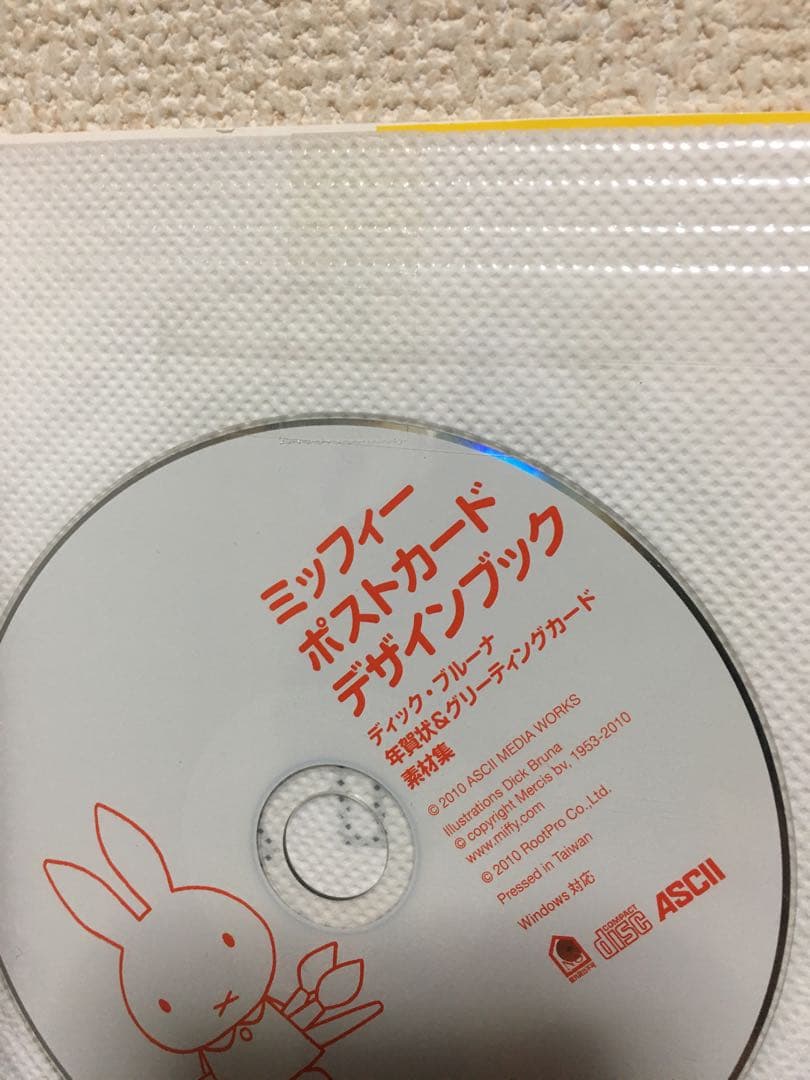 ミッフィー
ポストカード
デザインブック
ディック・ブルーナ
年賀状&グリーティングカード
素材集
© 2010 ASCII MEDIA WORKS
Illustrations Dick Bruna
© copyright Mercis bv, 1953-2010
www.miffy.com
© 2010 RootPro Co.,Ltd.
Pressed in Taiwan
Windows 対応
COMPACT
disc
ASCII